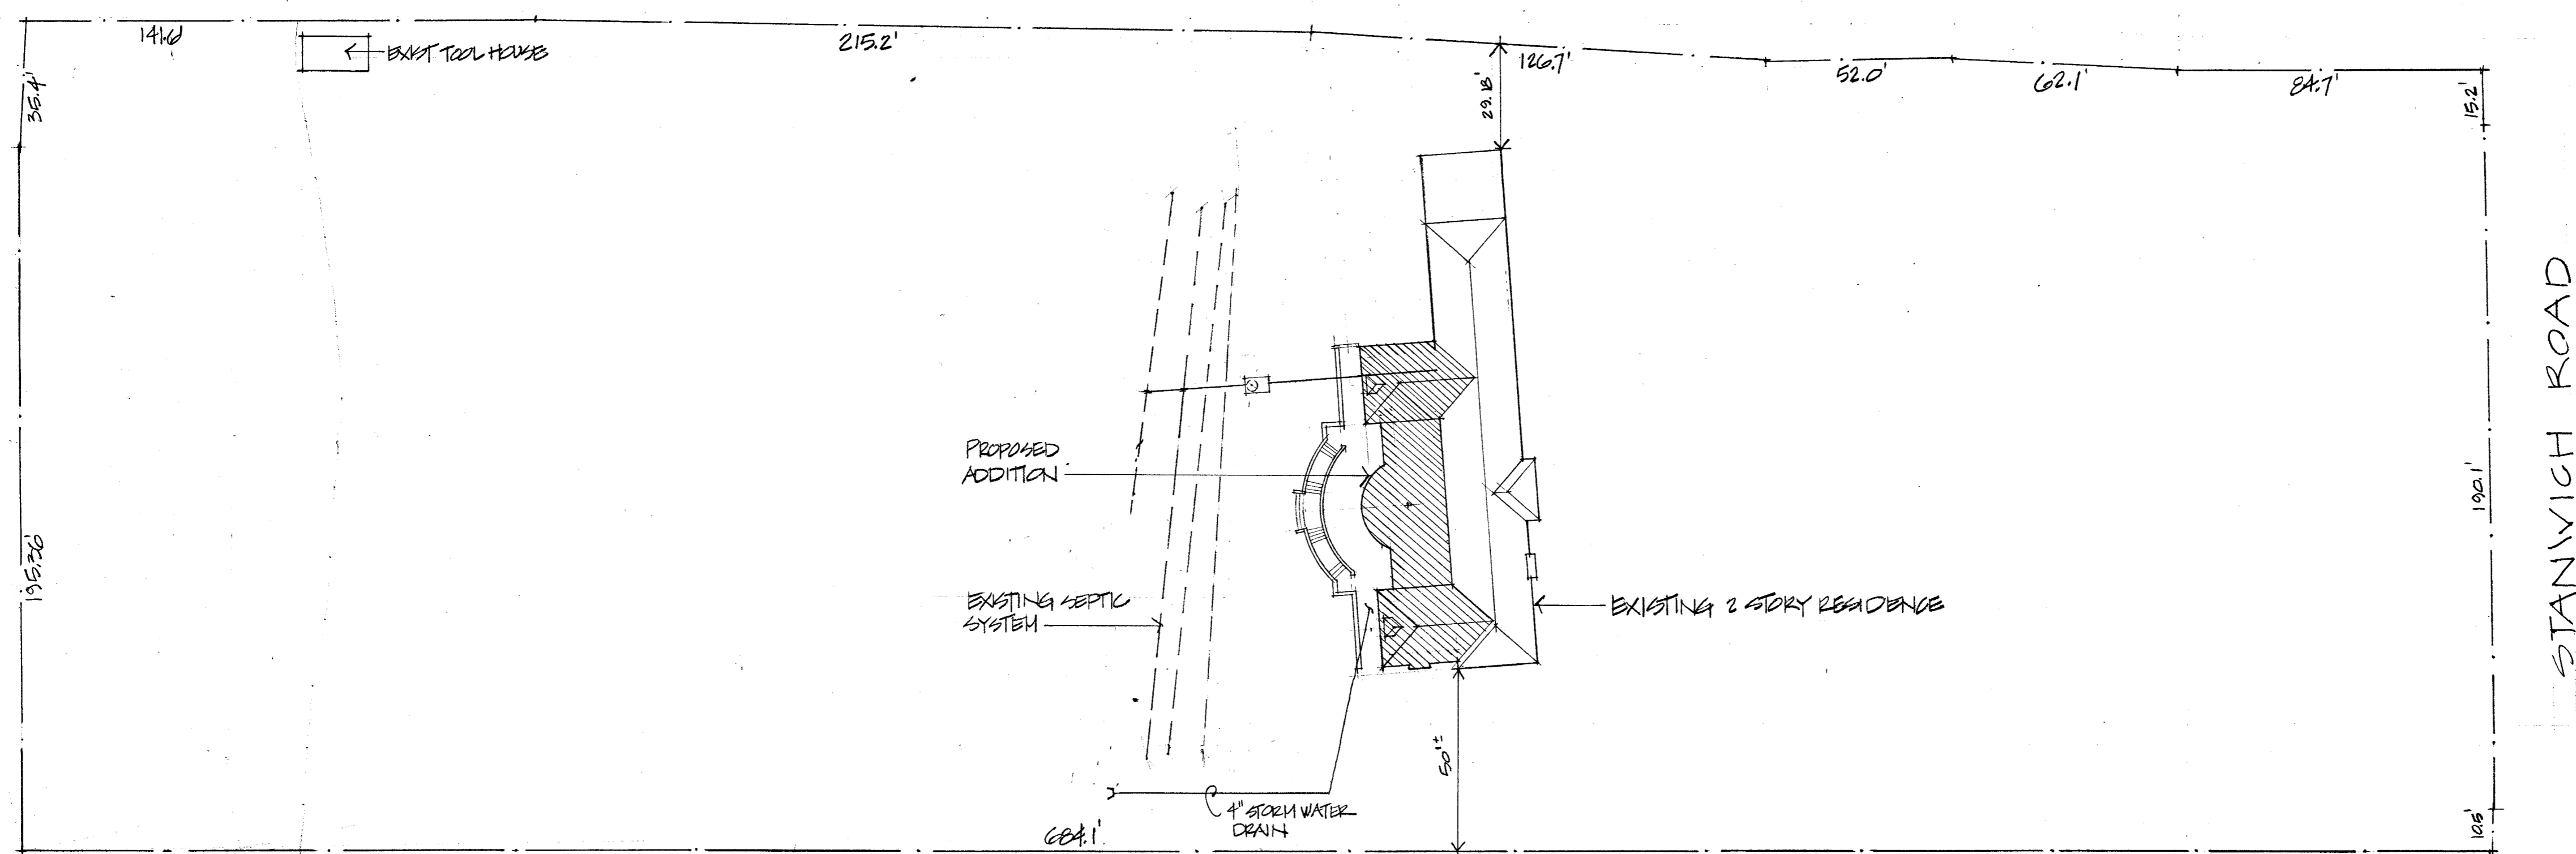 141.6'
EXIST TOOL HOUSE
215.2'
126.7'
52.0'
62.1'
84.7'
35.4'
29.18'
15.2'
PROPOSED
ADDITION
195.36'
190.1'
STANWICH ROAD
EXISTING SEPTIC
SYSTEM
EXISTING 2 STORY RESIDENCE
50'±
4" STORM WATER
DRAIN
684.1'
10.5'